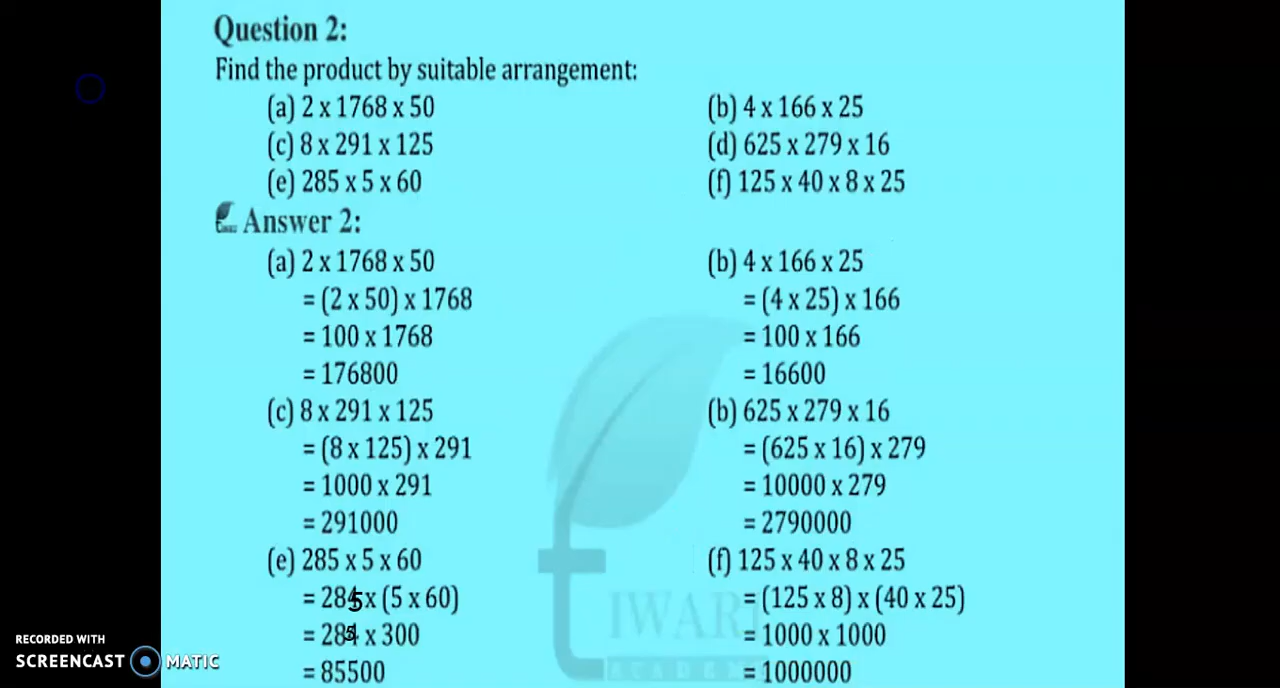 Question 2:
Find the product by suitable arrangement:
(a) 2 x 1768 x 50
(b) 4 x 166 x 25
(c) 8 x 291 x 125
(d) 625 x 279 x 16
(e) 285 x 5 x 60
(f) 125 x 40 x 8 x 25
Answer 2:
(a) 2 x 1768 x 50
= (2 x 50) x 1768
= 100 x 1768
= 176800
(b) 4 x 166 x 25
= (4 x 25) x 166
= 100 x 166
= 16600
(c) 8 x 291 x 125
= (8 x 125) x 291
= 1000 x 291
= 291000
(b) 625 x 279 x 16
= (625 x 16) x 279
= 10000 x 279
= 2790000
(e) 285 x 5 x 60
= 285 x (5 x 60)
= 285 x 300
= 85500
(f) 125 x 40 x 8 x 25
= (125 x 8) x (40 x 25)
= 1000 x 1000
= 1000000
tIWARI
ACADEMY
RECORDED WITH
SCREENCAST MATIC